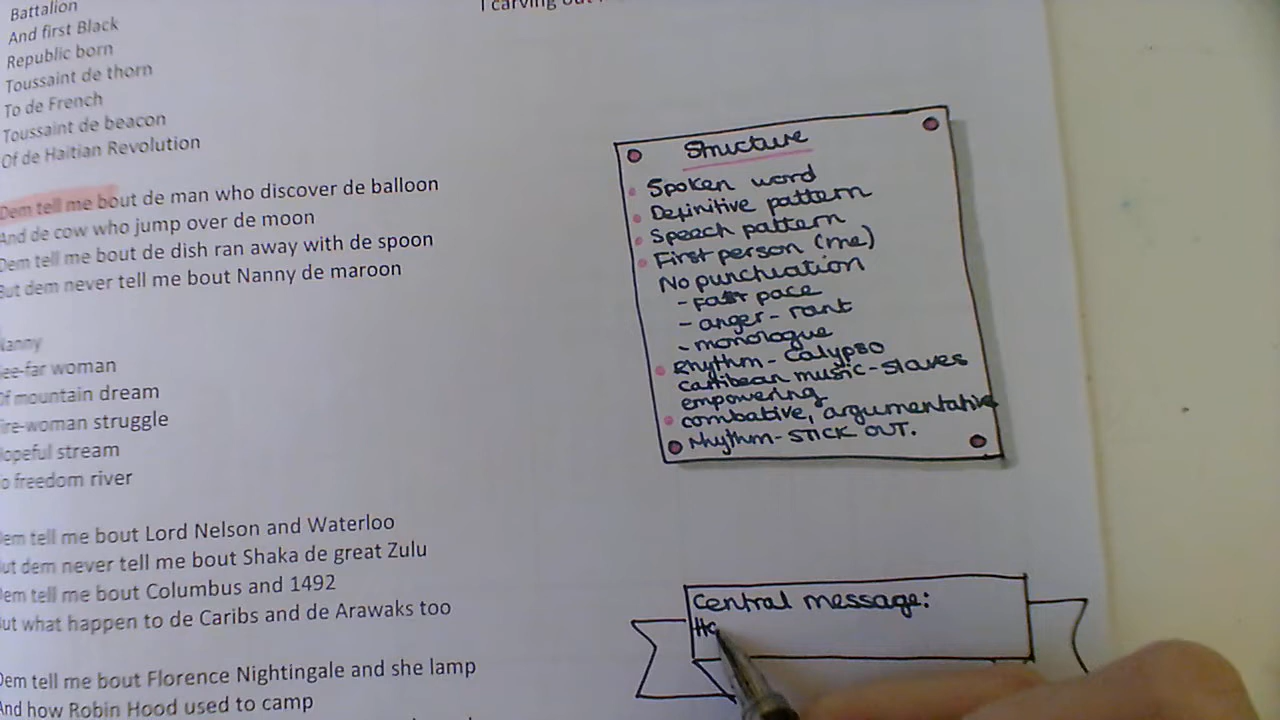 Battalion
And first Black
Republic born
Toussaint de thorn
To de French
Toussaint de beacon
Of de Haitian Revolution
Dem tell me bout de man who discover de balloon
And de cow who jump over de moon
Dem tell me bout de dish ran away with de spoon
But dem never tell me bout Nanny de maroon
Nanny
ee-far woman
Of mountain dream
ire-woman struggle
Hopeful stream
o freedom river
Dem tell me bout Lord Nelson and Waterloo
ut dem never tell me bout Shaka de great Zulu
Dem tell me bout Columbus and 1492
ut what happen to de Caribs and de Arawaks too
Dem tell me bout Florence Nightingale and she lamp
And how Robin Hood used to camp
I carving out
Structure
Spoken word
Definitive pattern
Speech pattern
First person (me)
No punctuation
- Fast pace
- anger - rant
- monologue
Rhythm - Calypso
caribean music - slaves
empowering
combative, argumentative
Rhythm - STICK OUT.
Central message: